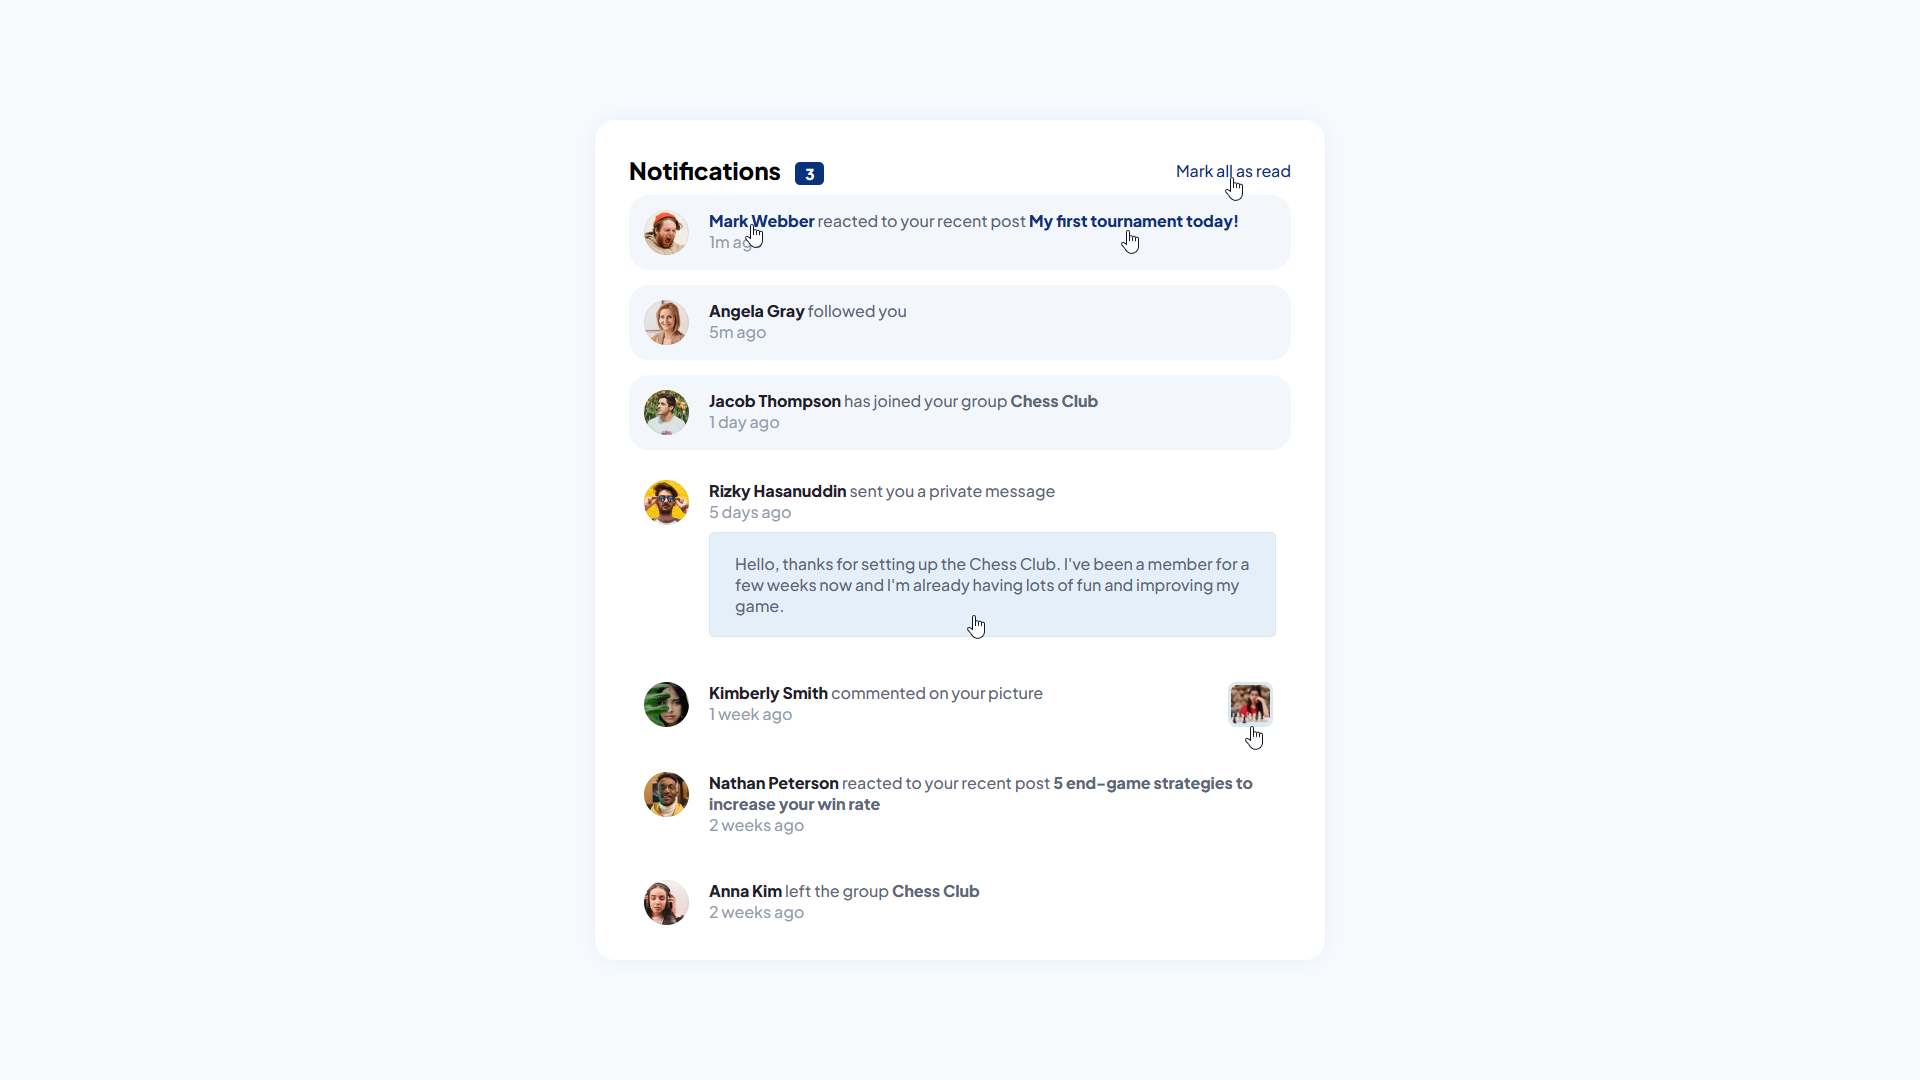 Notifications 3
Mark all as read
Mark Webber reacted to your recent post My first tournament today!
1m ago
Angela Gray followed you
5m ago
Jacob Thompson has joined your group Chess Club
1 day ago
Rizky Hasanuddin sent you a private message
5 days ago
Hello, thanks for setting up the Chess Club. I've been a member for a
few weeks now and I'm already having lots of fun and improving my
game.
Kimberly Smith commented on your picture
1 week ago
Nathan Peterson reacted to your recent post 5 end-game strategies to
increase your win rate
2 weeks ago
Anna Kim left the group Chess Club
2 weeks ago